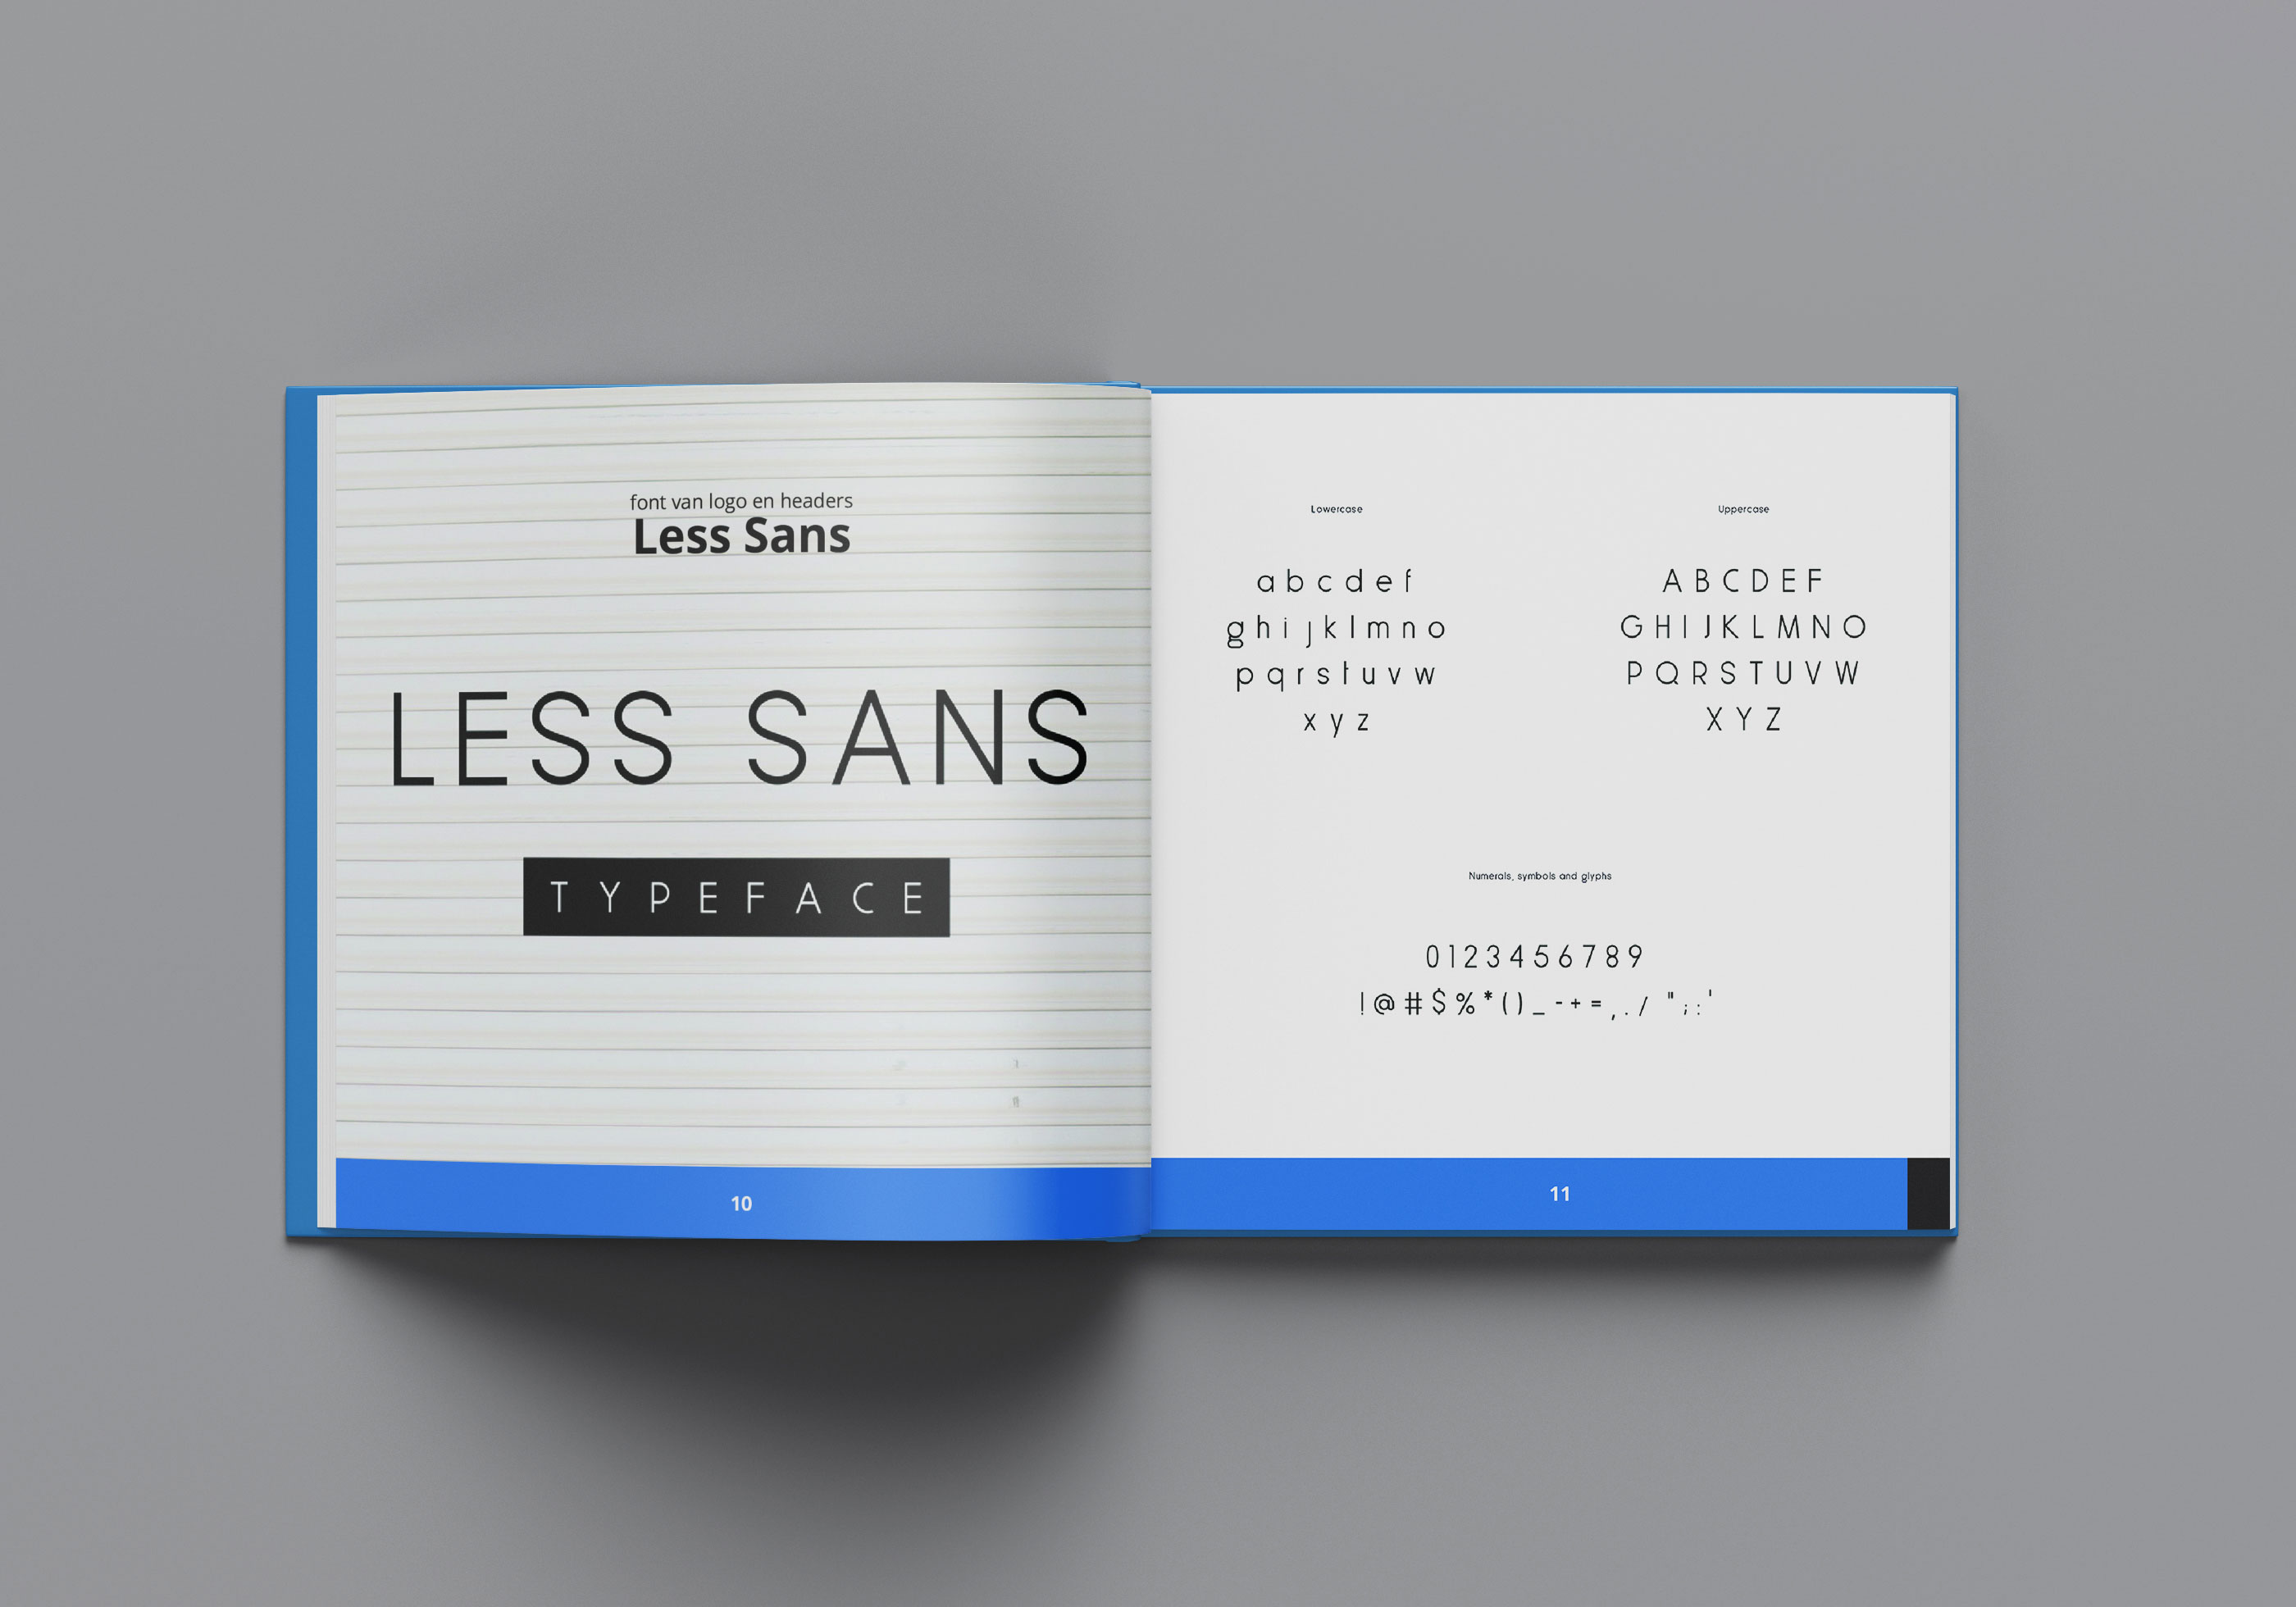 font van logo en headers
Less Sans
LESS SANS
TYPEFACE
10
Lowercase
a b c d e f
g h i j k l m n o
p q r s t u v w
x y z
Uppercase
A B C D E F
G H I J K L M N O
P Q R S T U V W
X Y Z
Numerals, symbols and glyphs
0 1 2 3 4 5 6 7 8 9
! @ # $ % * ( ) _ - + = , . / " ; : '
11